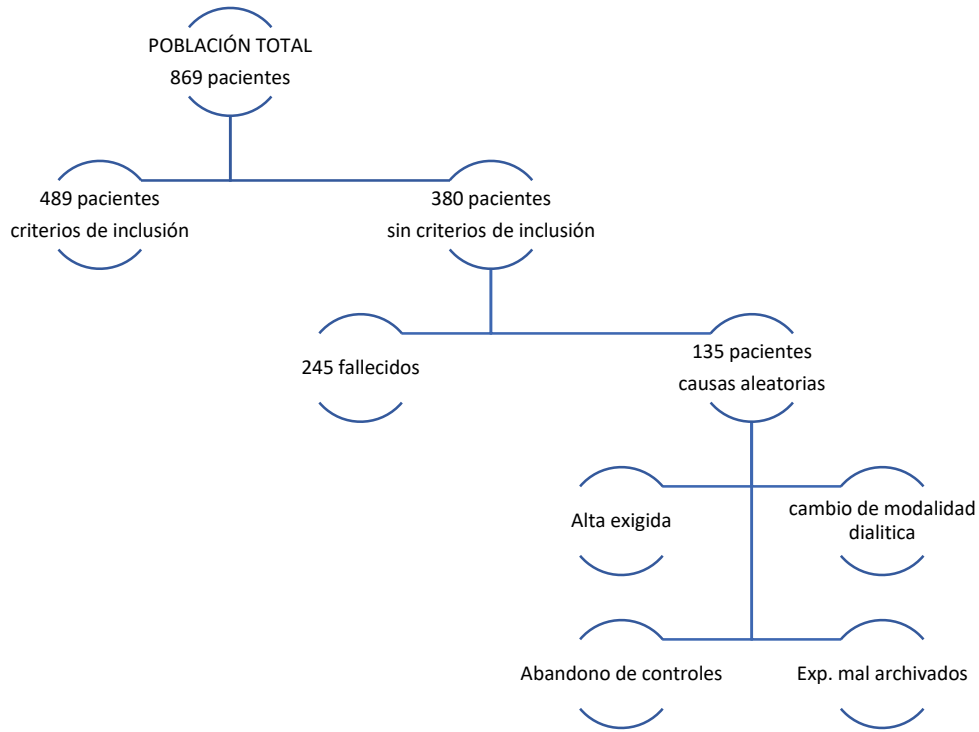 POBLACIÓN TOTAL
869 pacientes
489 pacientes
criterios de inclusión
380 pacientes
sin criterios de inclusión
245 fallecidos
135 pacientes
causas aleatorias
Alta exigida
cambio de modalidad
dialitica
Abandono de controles
Exp. mal archivados